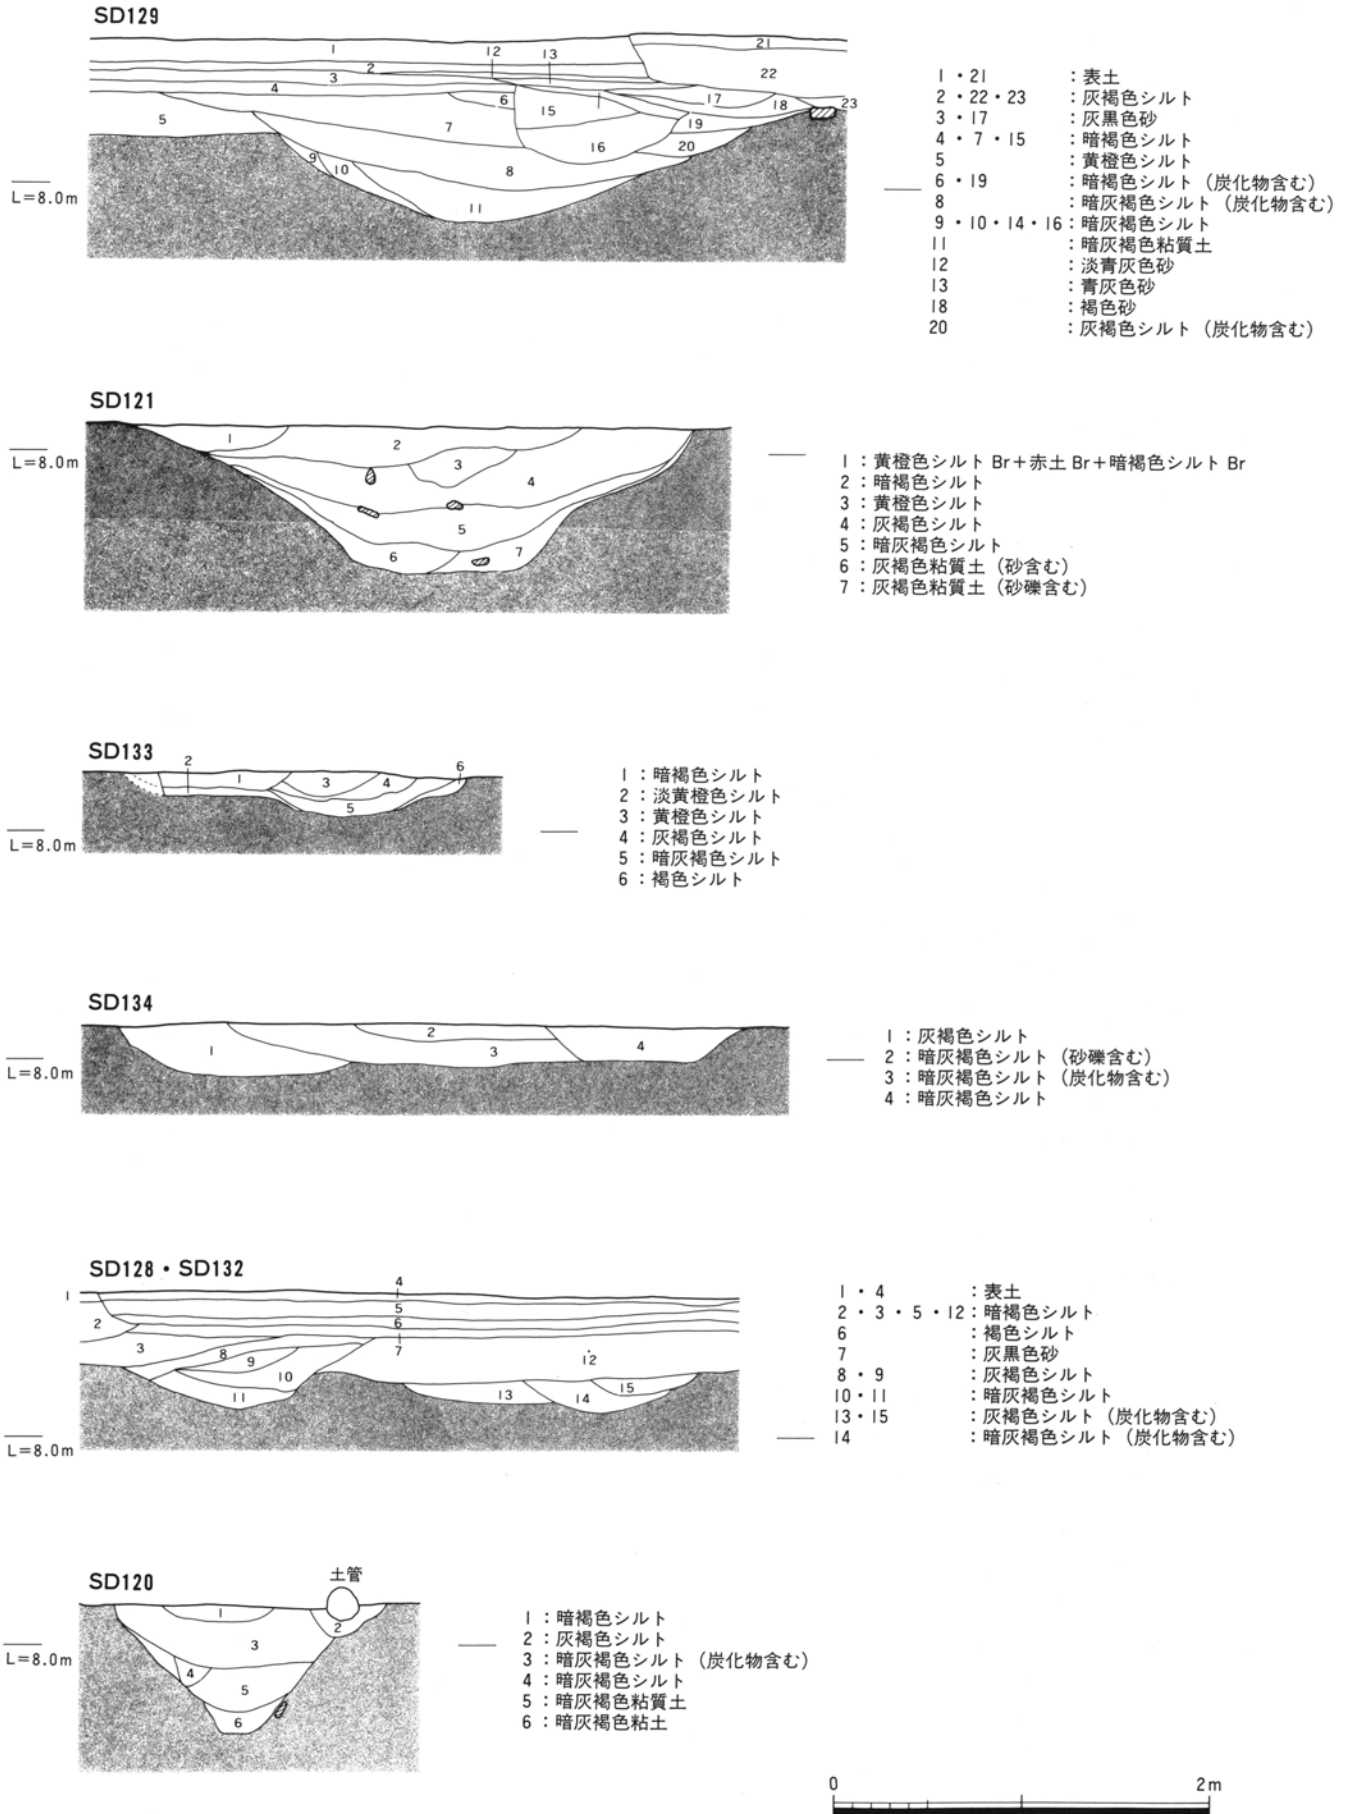 SD129
1
12
13
21
2
22
3
4
6
15
17
18
23
5
7
19
9
10
16
20
8
11
L=8.0m
1・21 :表土
2・22・23 :灰褐色シルト
3・17 :灰黒色砂
4・7・15 :暗褐色シルト
5 :黄橙色シルト
6・19 :暗褐色シルト(炭化物含む)
8 :暗灰褐色シルト(炭化物含む)
9・10・14・16:暗灰褐色シルト
11 :暗灰褐色粘質土
12 :淡青灰色砂
13 :青灰色砂
18 :褐色砂
20 :灰褐色シルト(炭化物含む)
SD121
1
2
3
4
5
6
7
L=8.0m
1:黄橙色シルトBr+赤土Br+暗褐色シルトBr
2:暗褐色シルト
3:黄橙色シルト
4:灰褐色シルト
5:暗灰褐色シルト
6:灰褐色粘質土(砂含む)
7:灰褐色粘質土(砂礫含む)
SD133
2
1
3
4
6
5
L=8.0m
1:暗褐色シルト
2:淡黄橙色シルト
3:黄橙色シルト
4:灰褐色シルト
5:暗灰褐色シルト
6:褐色シルト
SD134
1
2
3
4
L=8.0m
1:灰褐色シルト
2:暗灰褐色シルト(砂礫含む)
3:暗灰褐色シルト(炭化物含む)
4:暗灰褐色シルト
SD128・SD132
4
1
5
2
6
3
8
7
9
12
10
11
13
14
15
L=8.0m
1・4 :表土
2・3・5・12:暗褐色シルト
6 :褐色シルト
7 :灰黒色砂
8・9 :灰褐色シルト
10・11 :暗灰褐色シルト
13・15 :灰褐色シルト(炭化物含む)
14 :暗灰褐色シルト(炭化物含む)
SD120
土管
1
2
3
4
5
6
L=8.0m
1:暗褐色シルト
2:灰褐色シルト
3:暗灰褐色シルト(炭化物含む)
4:暗灰褐色シルト
5:暗灰褐色粘質土
6:暗灰褐色粘土
0 2m